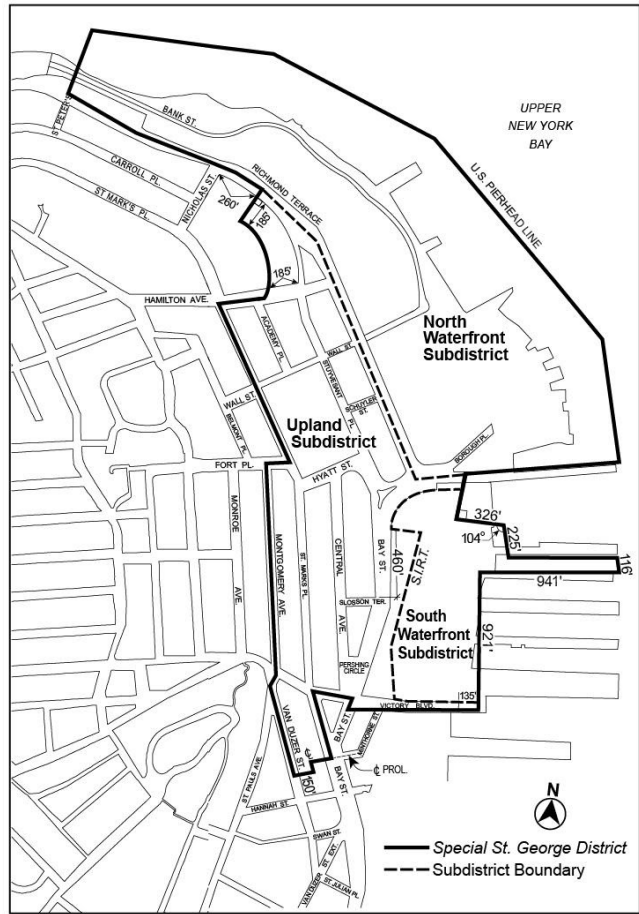 UPPER
NEW YORK
BAY
U.S. PIERHEAD LINE
ST PETER'S
BANK ST.
CARROLL PL.
ST MARK'S PL.
NICHOLAS ST.
RICHMOND TERRACE
260'
185'
185'
HAMILTON AVE.
ACADEMY PL.
WALL ST.
STUYVESANT
PL.
SCHUYLER
ST.
North
Waterfront
Subdistrict
WALL ST.
BELMONT PL.
Upland
Subdistrict
BOROUGH PL.
FORT PL.
HYATT ST.
MONROE
AVE.
MONTGOMERY AVE.
ST. MARKS PL.
CENTRAL
AVE.
BAY ST.
460'
S.I.R.T.
326'
104°
225'
116'
941'
921'
SLOSSON TER.
South
Waterfront
Subdistrict
PERSHING
CIRCLE
135'
VICTORY BLVD.
VAN DUZER ST.
BAY ST.
MINTHORNE ST.
ST. PAULS AVE.
150'
BAY ST.
PROL.
HANNAH ST.
SWAN ST.
VAN DUZER ST. EXT.
ST. JULIAN PL.
N
Special St. George District
Subdistrict Boundary